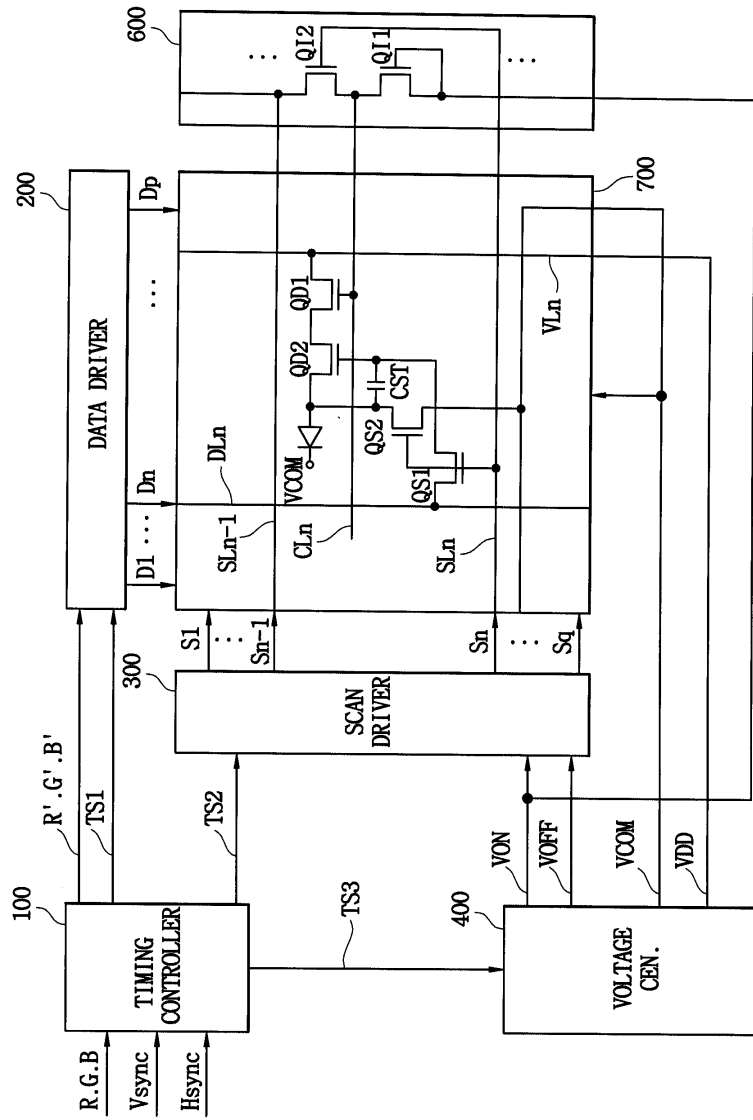 R.G.B
Vsync
Hsync
100
TIMING
CONTROLLER
R'.G'.B'
TS1
TS2
TS3
200
DATA DRIVER
D1
...
Dn
...
Dp
300
SCAN
DRIVER
S1
...
Sn-1
Sn
...
Sq
400
VOLTAGE
CEN.
VON
VOFF
VCOM
VDD
SLn-1
DLn
CLn
SLn
VCOM
QD2
QD1
CST
QS2
QS1
VLn
700
600
...
QI2
QI1
...